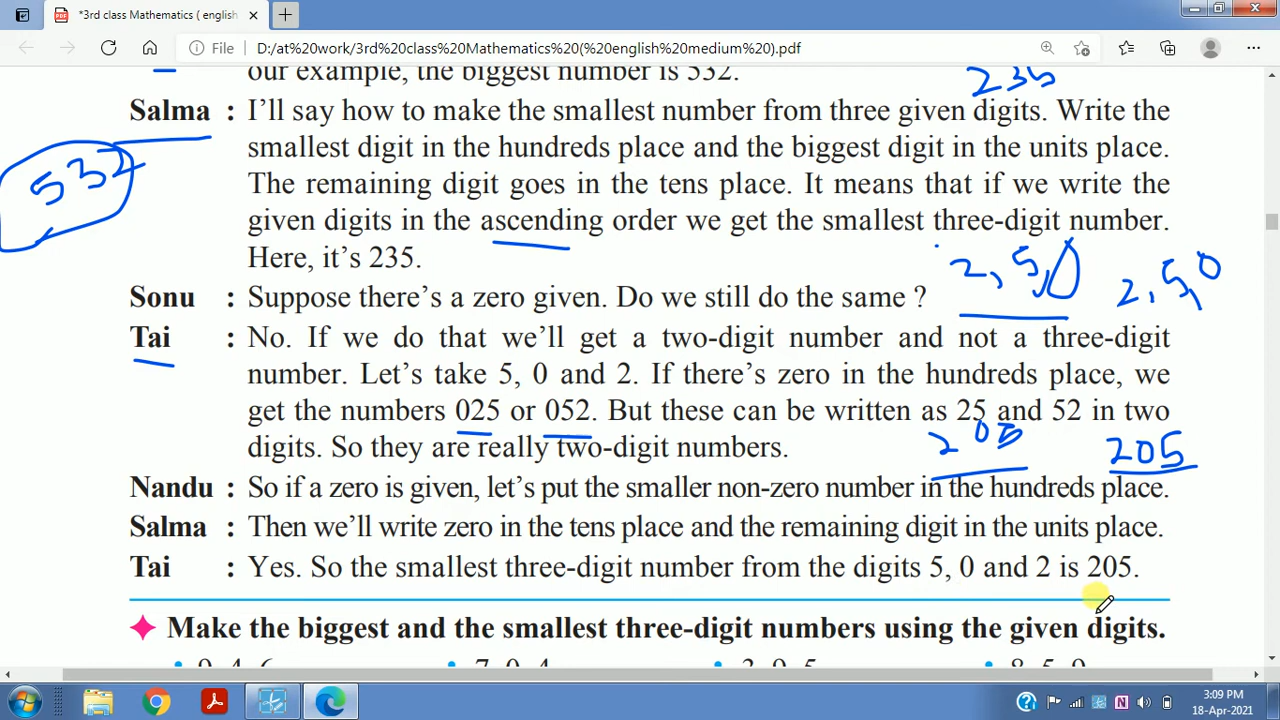 *3rd class Mathematics ( english
File D:/at%20work/3rd%20class%20Mathematics%20(%20english%20medium%20).pdf
our example, the biggest number is 532.
235
Salma : I'll say how to make the smallest number from three given digits. Write the
smallest digit in the hundreds place and the biggest digit in the units place.
532
The remaining digit goes in the tens place. It means that if we write the
given digits in the ascending order we get the smallest three-digit number.
Here, it's 235.
2, 5, 0 2, 5, 0
Sonu : Suppose there's a zero given. Do we still do the same ?
Tai : No. If we do that we'll get a two-digit number and not a three-digit
number. Let's take 5, 0 and 2. If there's zero in the hundreds place, we
get the numbers 025 or 052. But these can be written as 25 and 52 in two
digits. So they are really two-digit numbers.
205 205
Nandu : So if a zero is given, let's put the smaller non-zero number in the hundreds place.
Salma : Then we'll write zero in the tens place and the remaining digit in the units place.
Tai : Yes. So the smallest three-digit number from the digits 5, 0 and 2 is 205.
Make the biggest and the smallest three-digit numbers using the given digits.
3:09 PM
18-Apr-2021